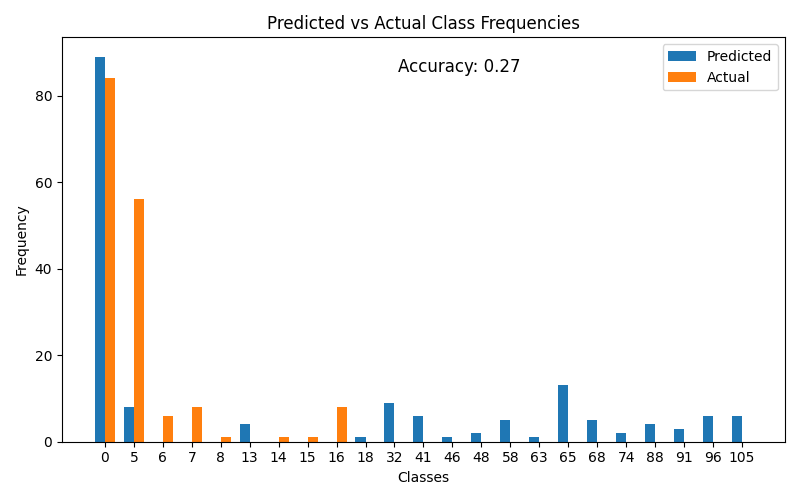 Predicted vs Actual Class Frequencies
Accuracy: 0.27
Predicted
Actual
Frequency
80
60
40
20
0
0 5 6 7 8 13 14 15 16 18 32 41 46 48 58 63 65 68 74 88 91 96 105
Classes